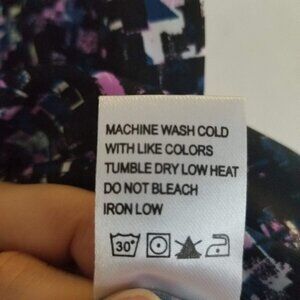 MACHINE WASH COLD
WITH LIKE COLORS
TUMBLE DRY LOW HEAT
DO NOT BLEACH
IRON LOW
30°